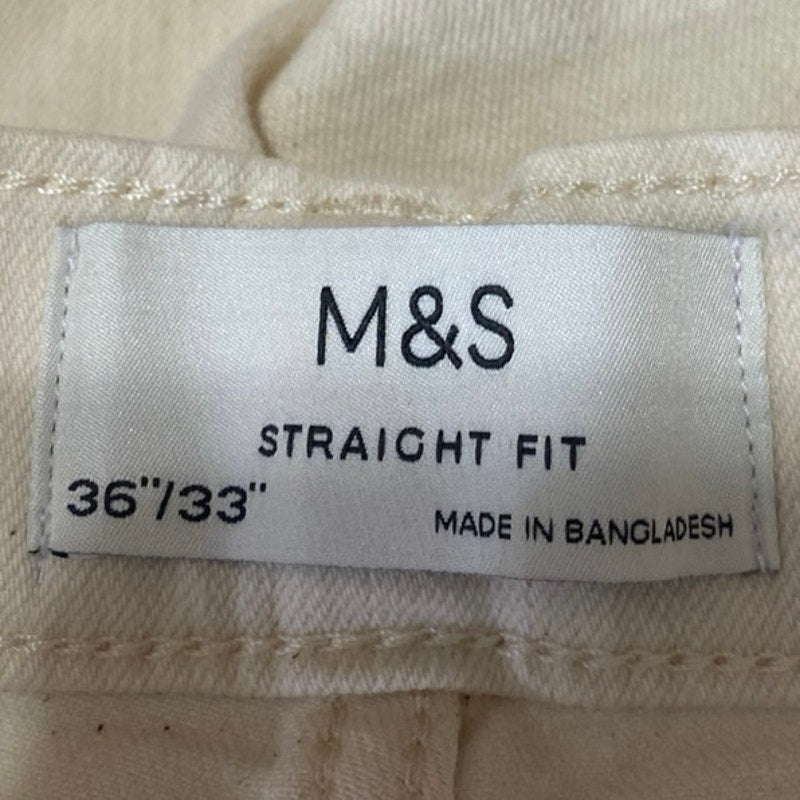 M&S
STRAIGHT FIT
36"/33"
MADE IN BANGLADESH